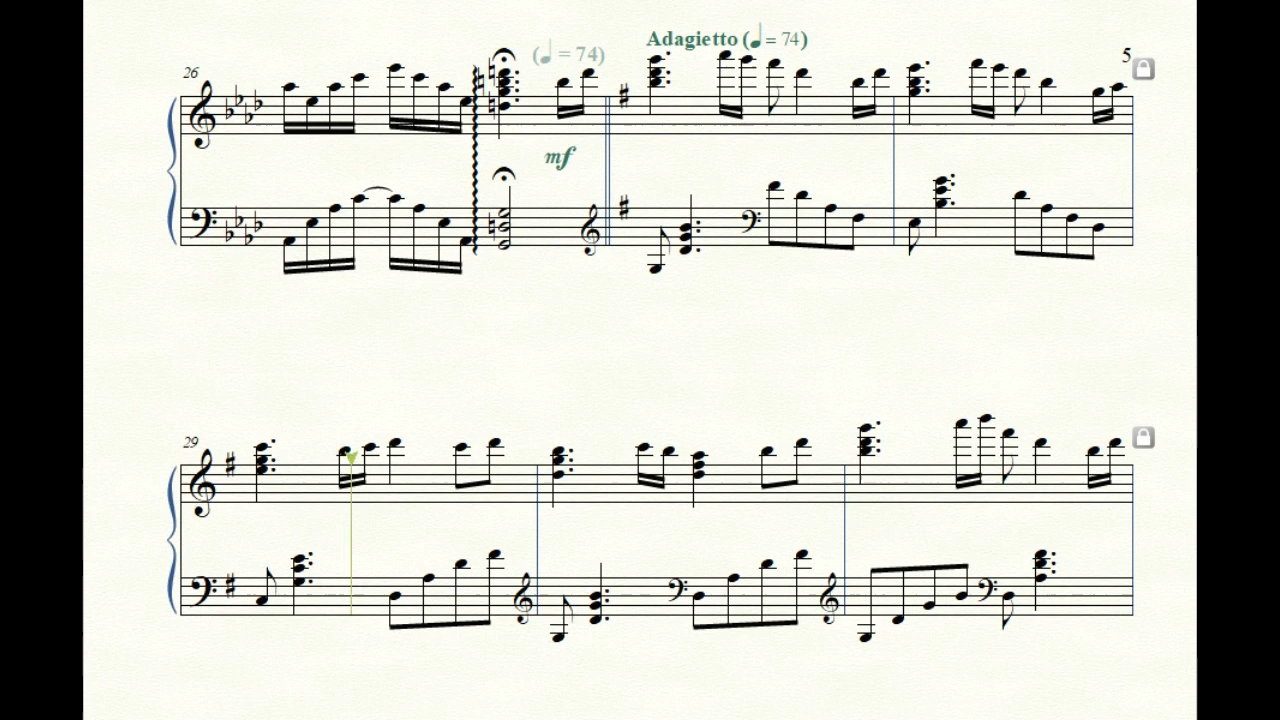 (♩ = 74)
Adagietto (♩ = 74)
5
26
mf
29